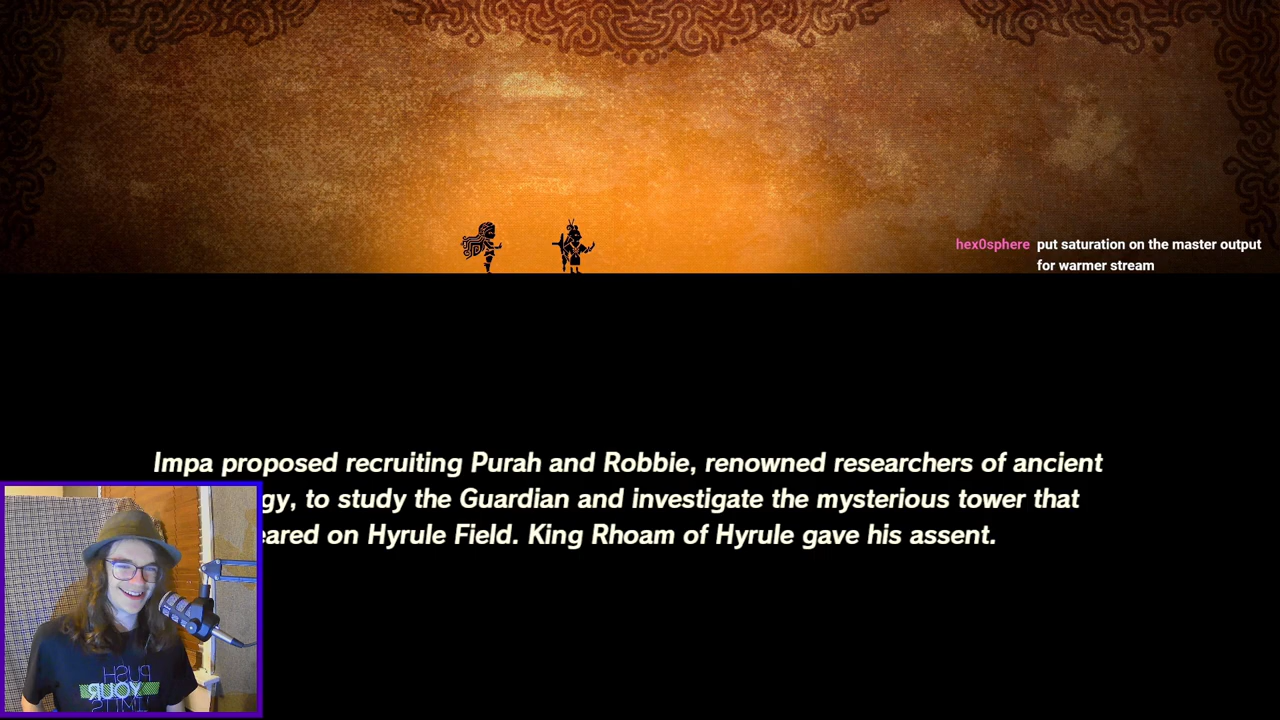 hex0sphere put saturation on the master output
for warmer stream
Impa proposed recruiting Purah and Robbie, renowned researchers of ancient
gy, to study the Guardian and investigate the mysterious tower that
eared on Hyrule Field. King Rhoam of Hyrule gave his assent.
PUSH
YOUR